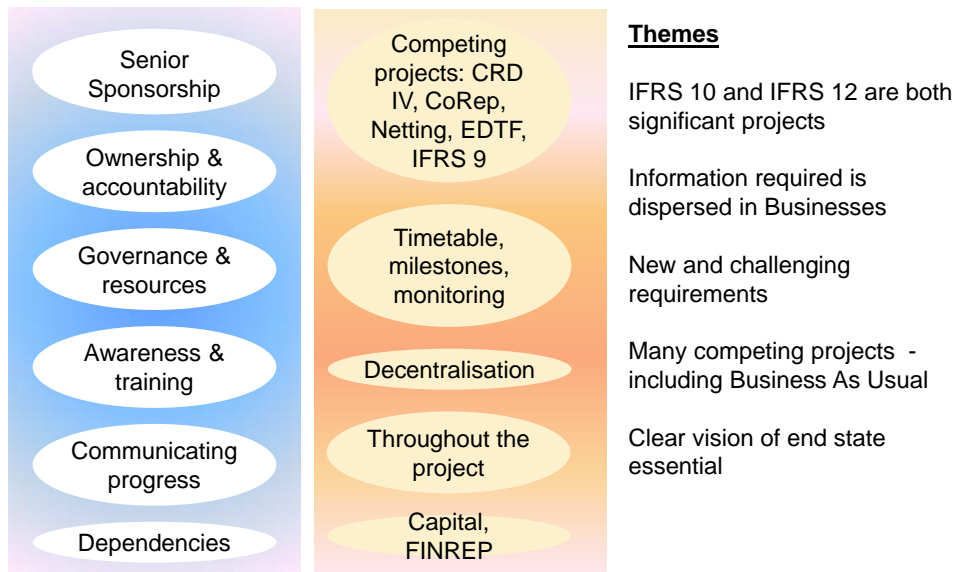 Senior
Sponsorship
Ownership &
accountability
Governance &
resources
Awareness &
training
Communicating
progress
Dependencies
Competing
projects: CRD
IV, CoRep,
Netting, EDTF,
IFRS 9
Timetable,
milestones,
monitoring
Decentralisation
Throughout the
project
Capital,
FINREP
Themes
IFRS 10 and IFRS 12 are both
significant projects
Information required is
dispersed in Businesses
New and challenging
requirements
Many competing projects  -
including Business As Usual
Clear vision of end state
essential